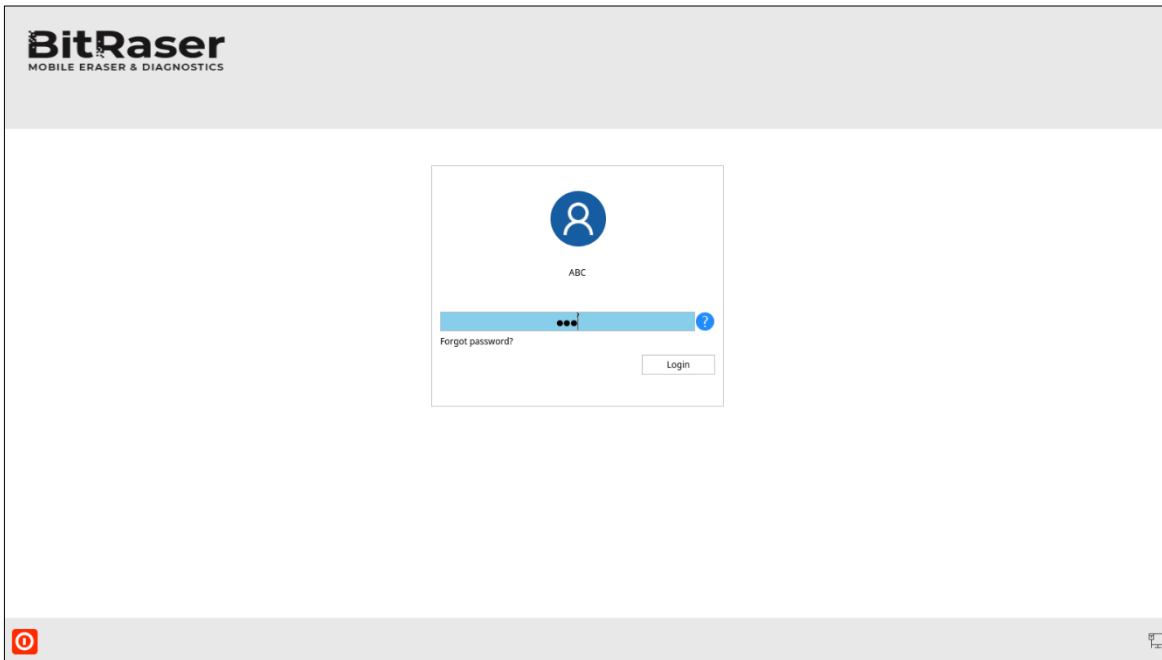 BitRaser
MOBILE ERASER & DIAGNOSTICS
ABC
?
Forgot password?
Login